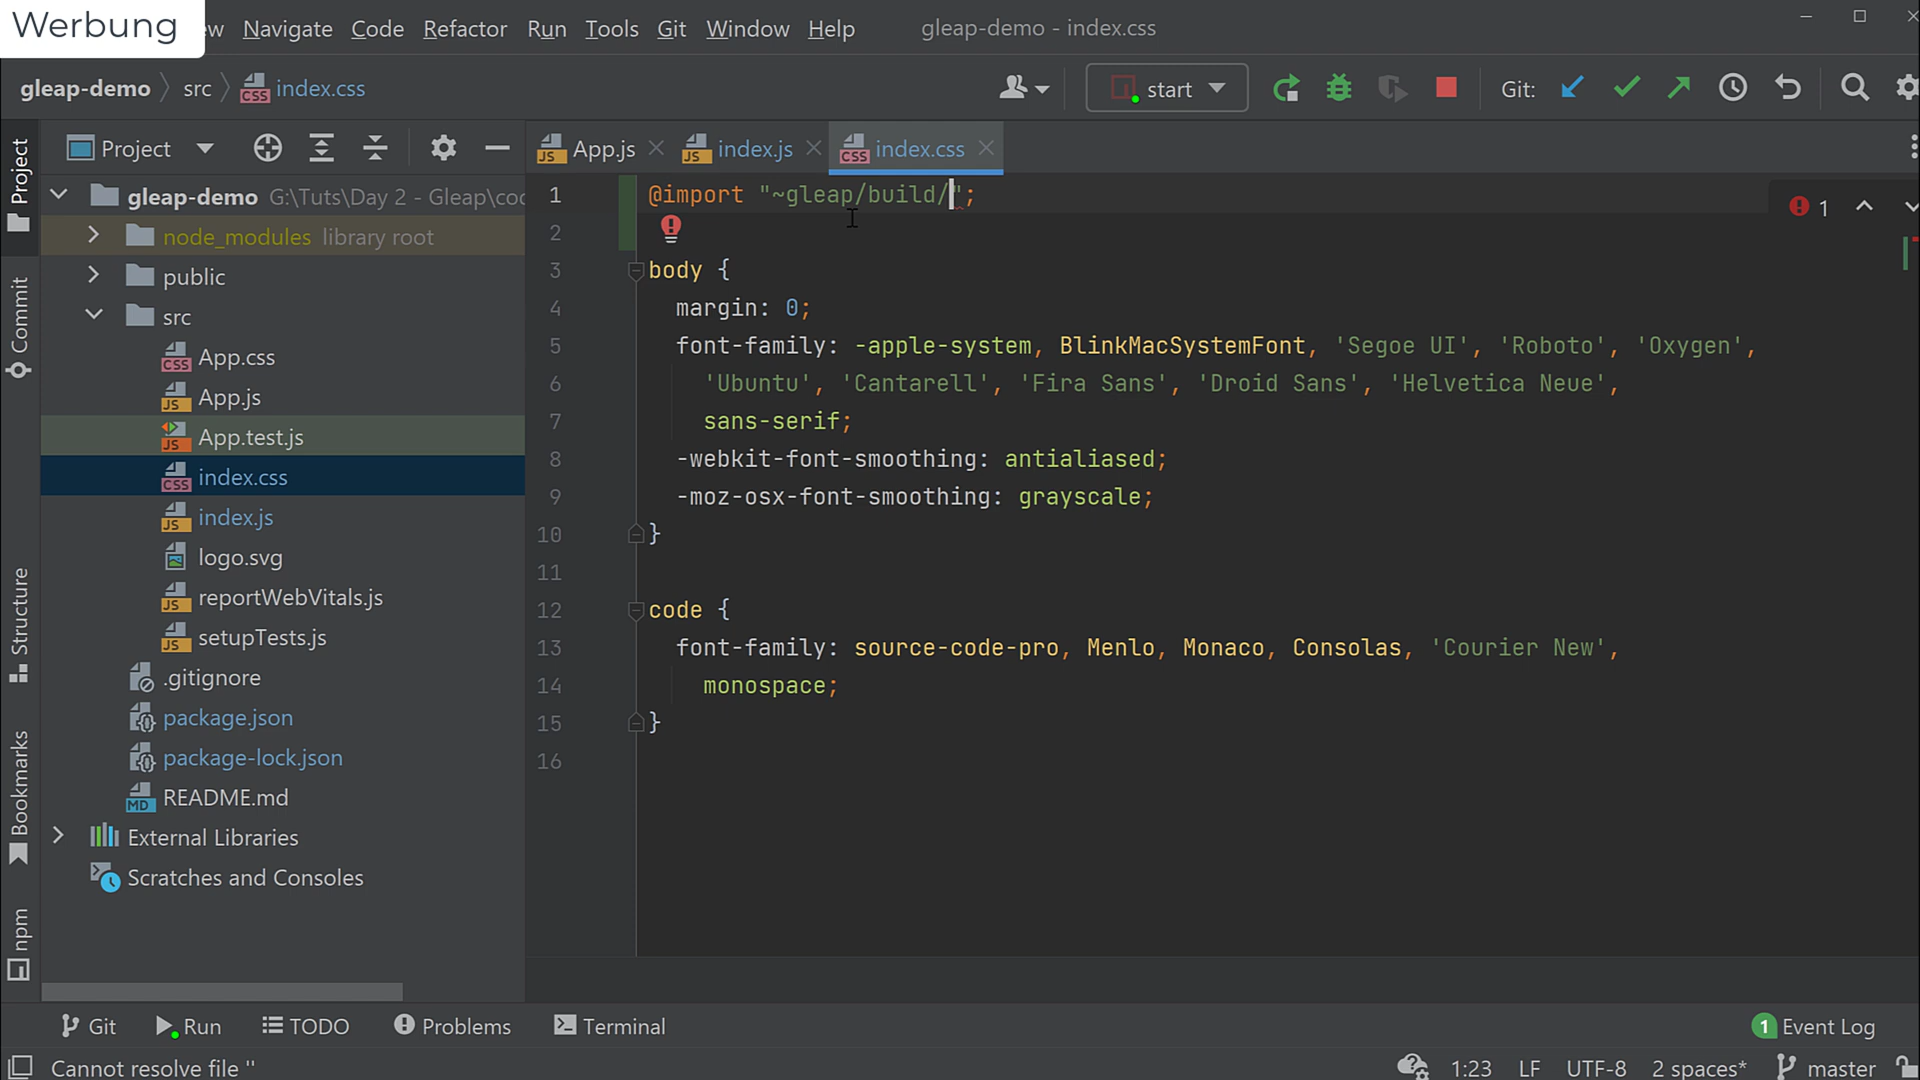 Werbung
ew Navigate Code Refactor Run Tools Git Window Help gleap-demo - index.css
gleap-demo src index.css start Git:
Project App.js index.js index.css
Project
Commit
Structure
Bookmarks
npm
gleap-demo G:\Tuts\Day 2 - Gleap\coc
node_modules library root
public
src
App.css
App.js
App.test.js
index.css
index.js
logo.svg
reportWebVitals.js
setupTests.js
.gitignore
package.json
package-lock.json
README.md
External Libraries
Scratches and Consoles
1 @import "~gleap/build/"; 1
2
3 body {
4 margin: 0;
5 font-family: -apple-system, BlinkMacSystemFont, 'Segoe UI', 'Roboto', 'Oxygen',
6 'Ubuntu', 'Cantarell', 'Fira Sans', 'Droid Sans', 'Helvetica Neue',
7 sans-serif;
8 -webkit-font-smoothing: antialiased;
9 -moz-osx-font-smoothing: grayscale;
10 }
11
12 code {
13 font-family: source-code-pro, Menlo, Monaco, Consolas, 'Courier New',
14 monospace;
15 }
16
Git Run TODO Problems Terminal 1 Event Log
Cannot resolve file '' 1:23 LF UTF-8 2 spaces* master